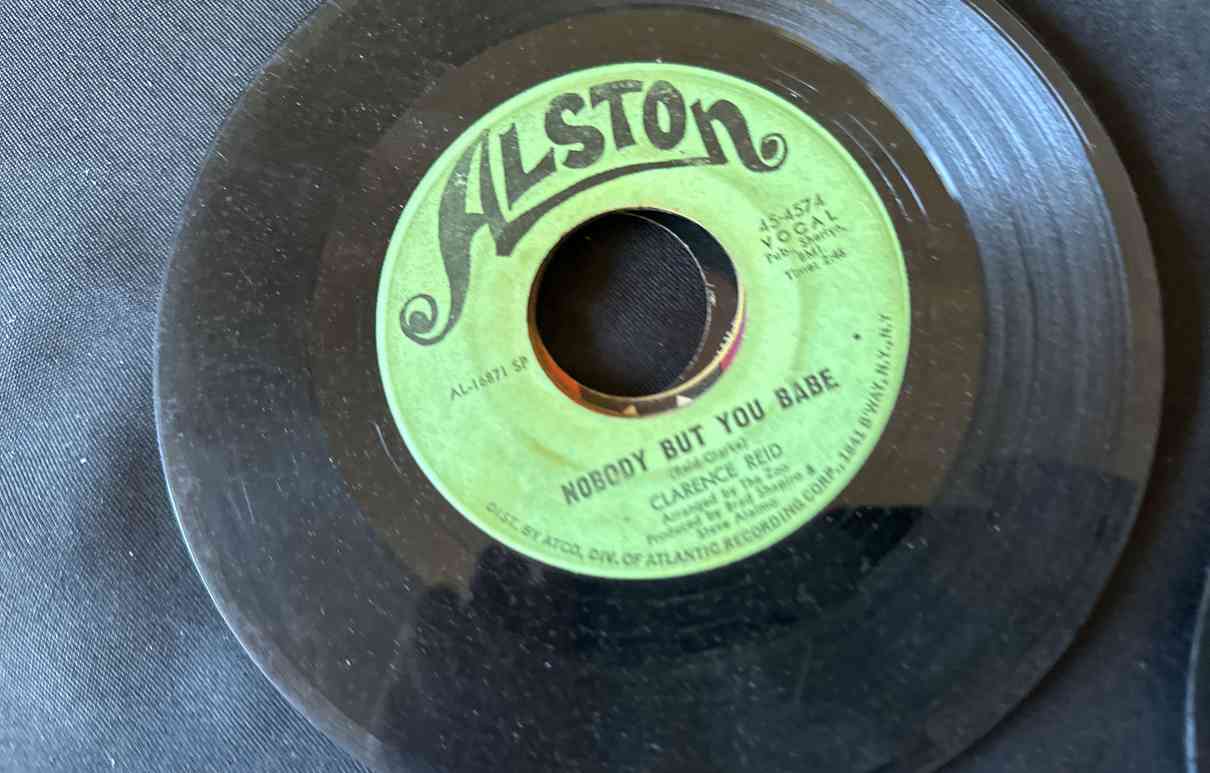 ALSTON
45-4574
VOCAL
Pub., Sherlyn,
BMI
Time: 2:46
AL-16871 SP
NOBODY BUT YOU BABE
(Reid-Clarke)
CLARENCE REID
Arranged by The Zoo
Produced by Brad Shapiro &
Steve Alaimo
DIST. BY ATCO, DIV. OF ATLANTIC RECORDING CORP., 1841 B'WAY, N.Y., N.Y